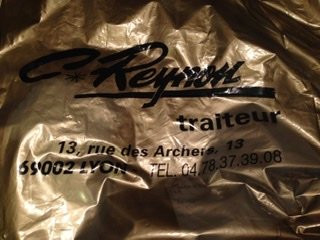 C*Reynon
traiteur
13, rue des Archers, 13
69002 LYON - TEL. 04.78.37.39.08